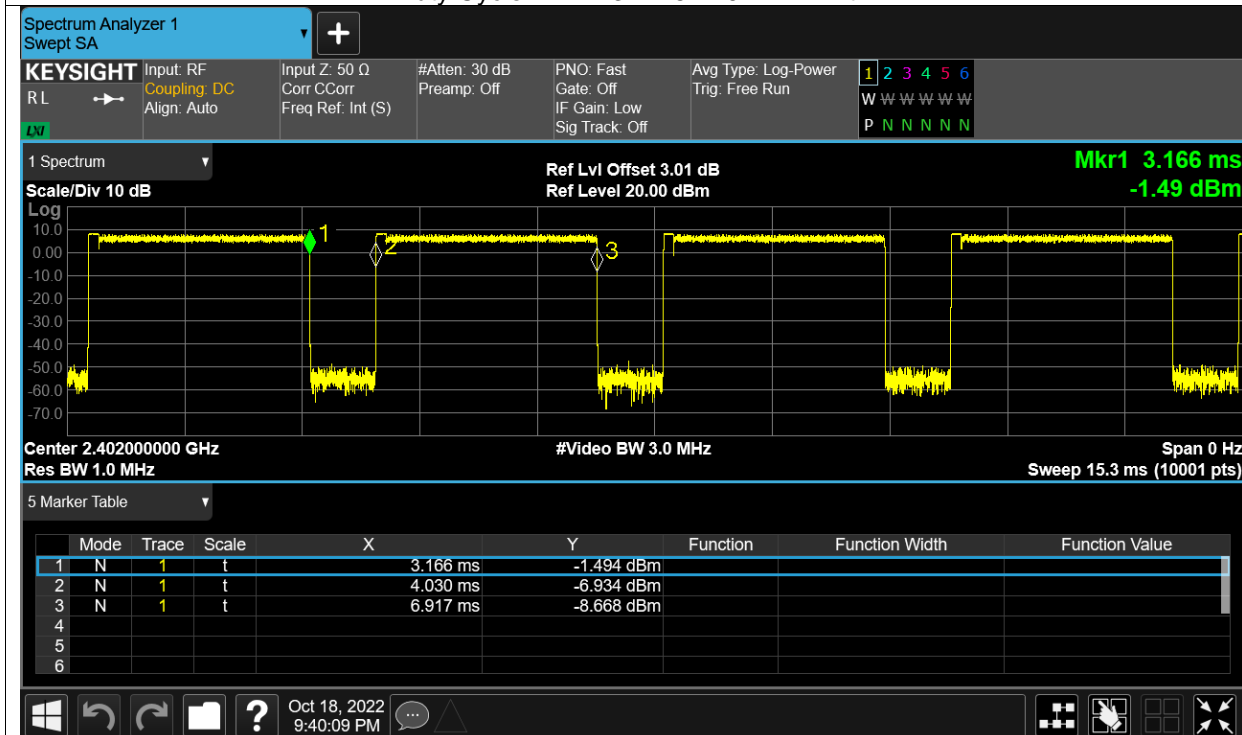 Spectrum Analyzer 1
Swept SA
KEYSIGHT Input: RF Input Z: 50 Ω #Atten: 30 dB PNO: Fast Avg Type: Log-Power 1 2 3 4 5 6
RL Coupling: DC Corr CCorr Preamp: Off Gate: Off Trig: Free Run W W W W W W
Align: Auto Freq Ref: Int (S) IF Gain: Low
LXI Sig Track: Off P N N N N N
1 Spectrum Ref Lvl Offset 3.01 dB Mkr1 3.166 ms
Scale/Div 10 dB Ref Level 20.00 dBm -1.49 dBm
Log
10.0
0.00
-10.0
-20.0
-30.0
-40.0
-50.0
-60.0
-70.0
1
2
3
Center 2.402000000 GHz #Video BW 3.0 MHz Span 0 Hz
Res BW 1.0 MHz Sweep 15.3 ms (10001 pts)
5 Marker Table
Mode Trace Scale X Y Function Function Width Function Value
1 N 1 t 3.166 ms -1.494 dBm
2 N 1 t 4.030 ms -6.934 dBm
3 N 1 t 6.917 ms -8.668 dBm
4
5
6
? Oct 18, 2022
9:40:09 PM